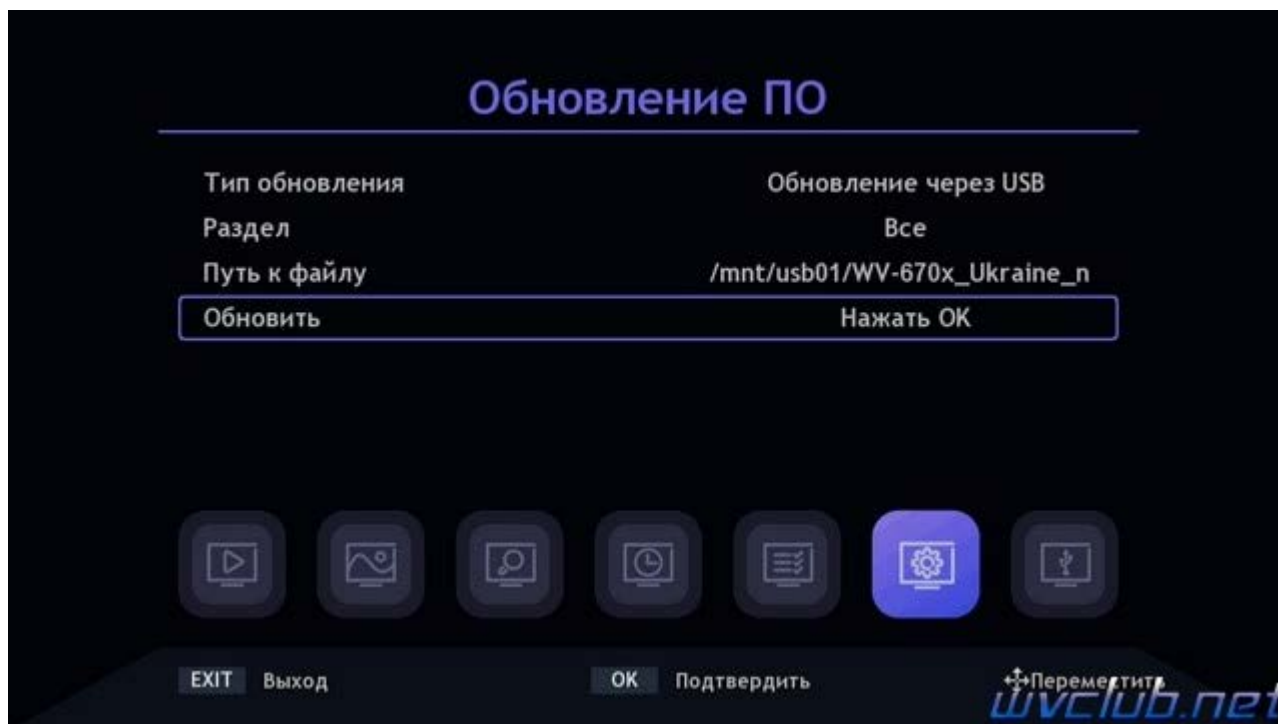 Обновление ПО
Тип обновления Обновление через USB
Раздел Все
Путь к файлу /mnt/usb01/WV-670x_Ukraine_n
Обновить Нажать OK
EXIT Выход OK Подтвердить Переместить
wvclub.net